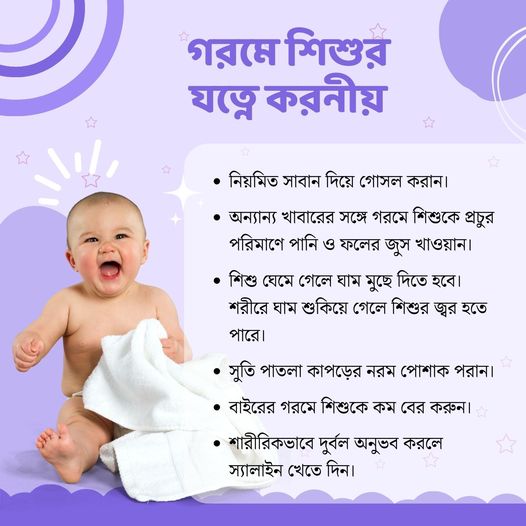 গরমে শিশুর
যত্নে করনীয়
• নিয়মিত সাবান দিয়ে গোসল করান।
• অন্যান্য খাবারের সঙ্গে গরমে শিশুকে প্রচুর
পরিমাণে পানি ও ফলের জুস খাওয়ান।
• শিশু ঘেমে গেলে ঘাম মুছে দিতে হবে।
শরীরে ঘাম শুকিয়ে গেলে শিশুর জ্বর হতে
পারে।
• সুতি পাতলা কাপড়ের নরম পোশাক পরান।
• বাইরের গরমে শিশুকে কম বের করুন।
• শারীরিকভাবে দুর্বল অনুভব করলে
স্যালাইন খেতে দিন।